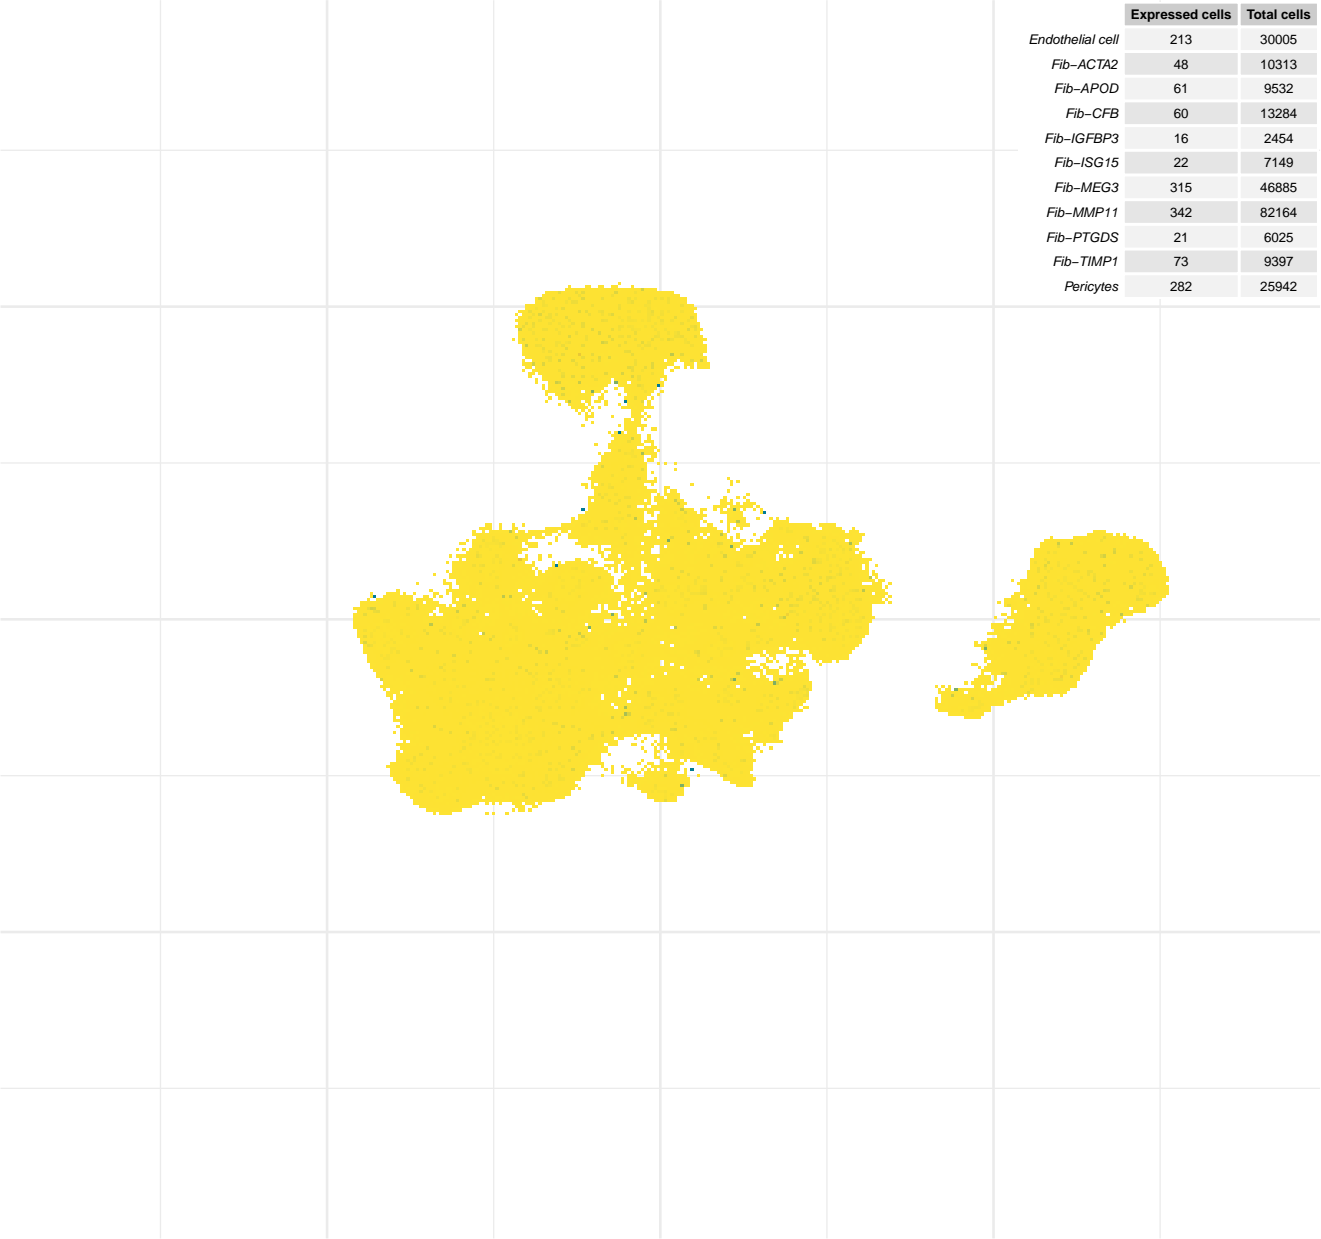 Expressed cells Total cells
Endothelial cell 213 30005
Fib−ACTA2 48 10313
Fib−APOD 61 9532
Fib−CFB 60 13284
Fib−IGFBP3 16 2454
Fib−ISG15 22 7149
Fib−MEG3 315 46885
Fib−MMP11 342 82164
Fib−PTGDS 21 6025
Fib−TIMP1 73 9397
Pericytes 282 25942